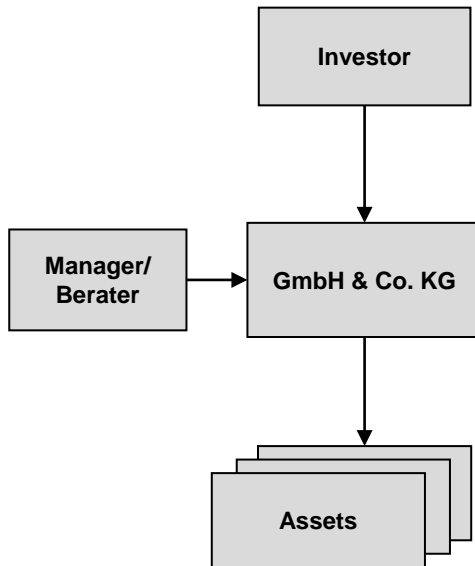 Investor
Manager/
Berater
GmbH & Co. KG
Assets